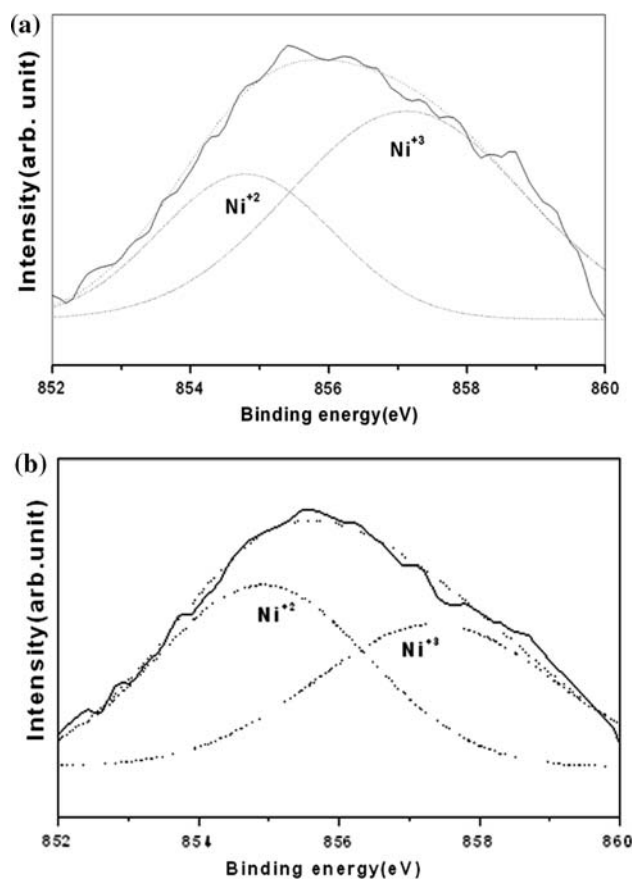 (a)
Intensity(arb. unit)
Ni+3
Ni+2
852 854 856 858 860
Binding energy(eV)
(b)
Intensity(arb.unit)
Ni+2
Ni+3
852 854 856 858 860
Binding energy(eV)